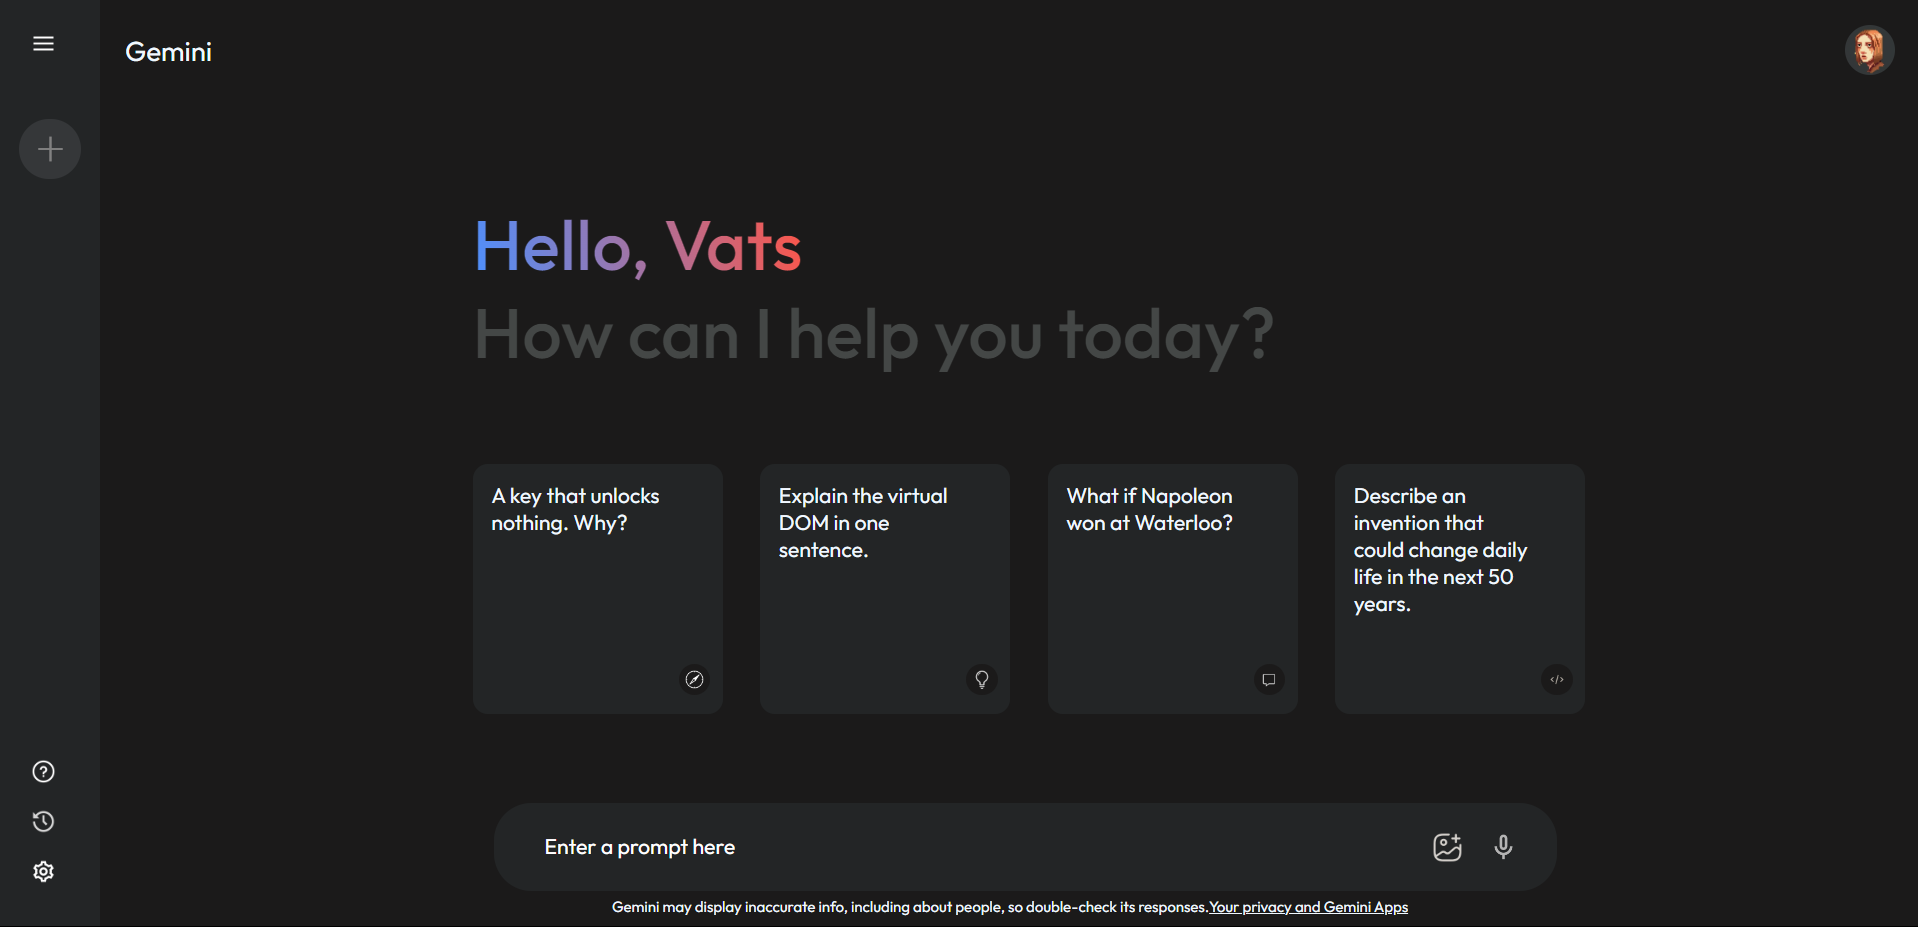 Gemini
Hello, Vats
How can I help you today?
A key that unlocks
nothing. Why?
Explain the virtual
DOM in one
sentence.
What if Napoleon
won at Waterloo?
Describe an
invention that
could change daily
life in the next 50
years.
Enter a prompt here
Gemini may display inaccurate info, including about people, so double-check its responses.Your privacy and Gemini Apps